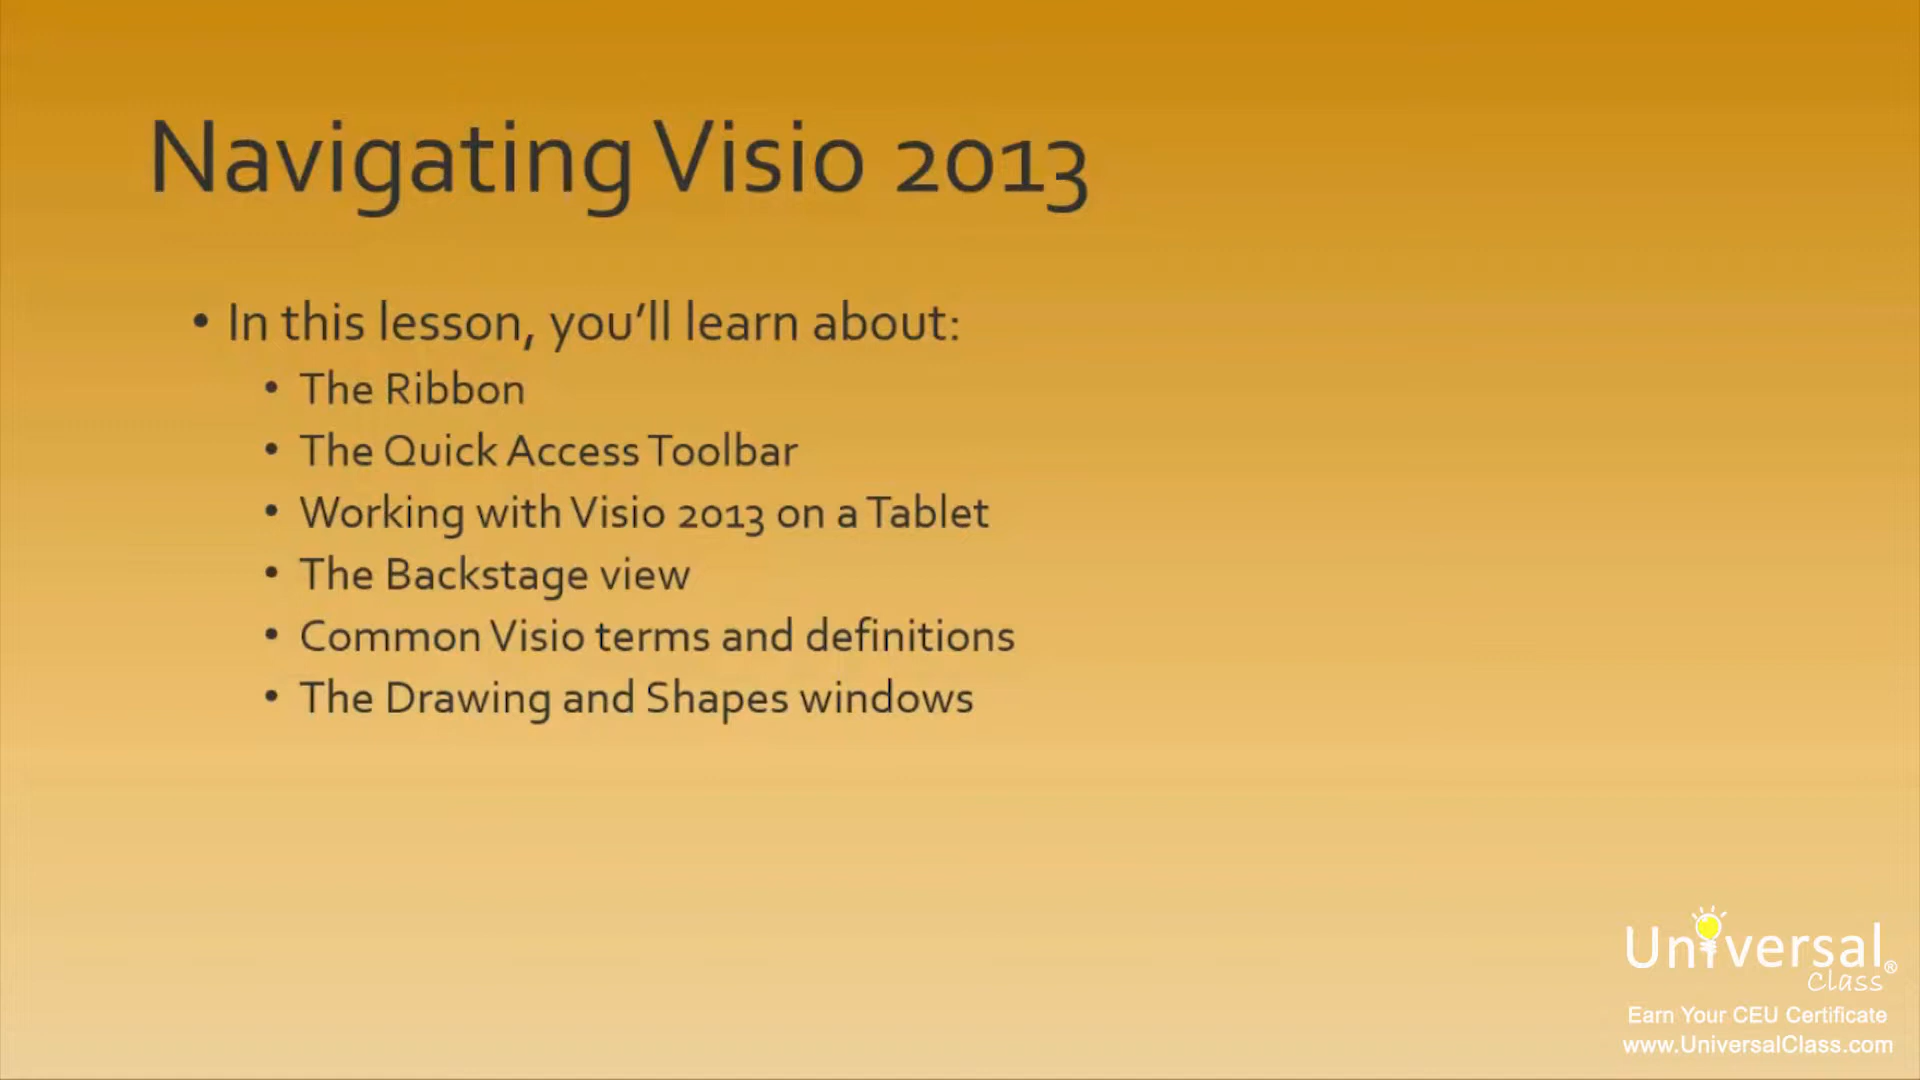 Navigating Visio 2013
• In this lesson, you’ll learn about:
• The Ribbon
• The Quick Access Toolbar
• Working with Visio 2013 on a Tablet
• The Backstage view
• Common Visio terms and definitions
• The Drawing and Shapes windows
Universal®
Class
Earn Your CEU Certificate
www.UniversalClass.com